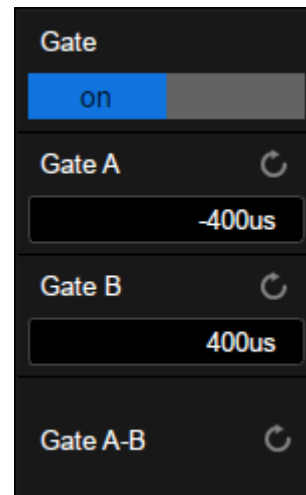 Gate
on
Gate A
-400us
Gate B
400us
Gate A-B